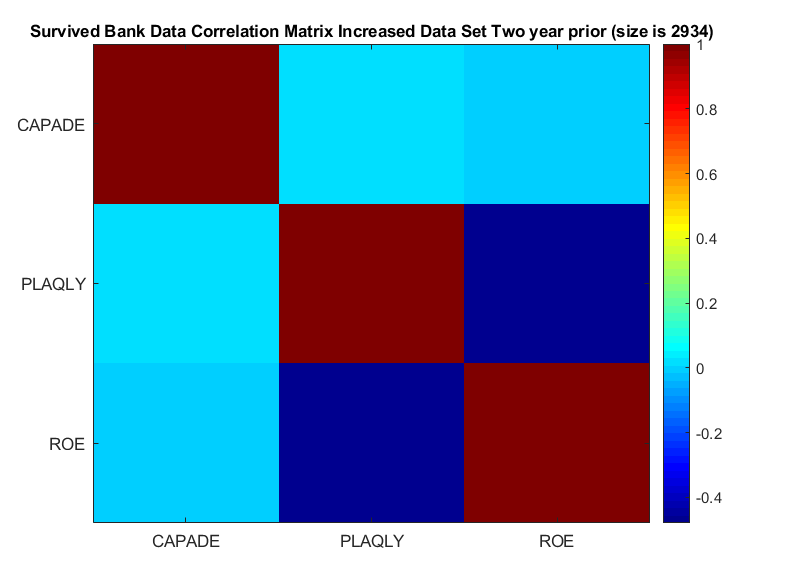 Survived Bank Data Correlation Matrix Increased Data Set Two year prior (size is 2934)
CAPADE
PLAQLY
ROE
CAPADE PLAQLY ROE
1
0.8
0.6
0.4
0.2
0
-0.2
-0.4